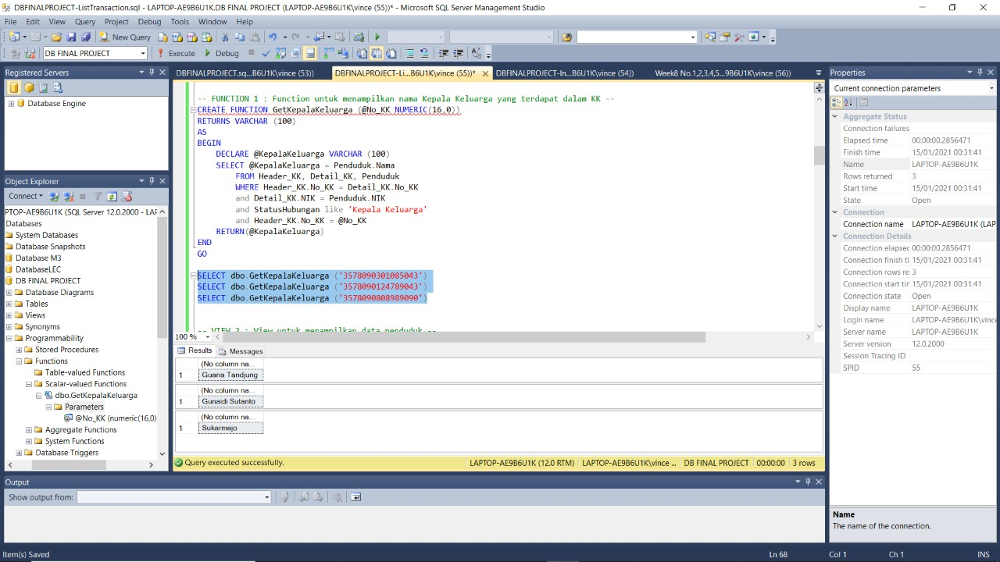 DBFINALPROJECT-ListTransaction.sql - LAPTOP-AE9B6U1K.DB FINAL PROJECT (LAPTOP-AE9B6U1K\vince (55))* - Microsoft SQL Server Management Studio
File Edit View Query Project Debug Tools Window Help
New Query
DB FINAL PROJECT
Execute
Debug
Registered Servers
Database Engine
Object Explorer
Connect
PTOP-AE9B6U1K (SQL Server 12.0.2000 - LAF
Databases
System Databases
Database Snapshots
Database M3
DatabaseLEC
DB FINAL PROJECT
Database Diagrams
Tables
Views
Synonyms
Programmability
Stored Procedures
Functions
Table-valued Functions
Scalar-valued Functions
dbo.GetKepalaKeluarga
Parameters
@No_KK (numeric(16,0)
Aggregate Functions
System Functions
Database Triggers
DBFINALPROJECT.sq...B6U1K\vince (53))
DBFINALPROJECT-Li...B6U1K\vince (55))*
DBFINALPROJECT-In...B6U1K\vince (54))
Week8 No.1,2,3,4,5...9B6U1K\vince (56))
-- FUNCTION 1 : Function untuk menampilkan nama Kepala Keluarga yang terdapat dalam KK --
CREATE FUNCTION GetKepalaKeluarga (@No_KK NUMERIC(16,0))
RETURNS VARCHAR (100)
AS
BEGIN
DECLARE @KepalaKeluarga VARCHAR (100)
SELECT @KepalaKeluarga = Penduduk.Nama
FROM Header_KK, Detail_KK, Penduduk
WHERE Header_KK.No_KK = Detail_KK.No_KK
and Detail_KK.NIK = Penduduk.NIK
and StatusHubungan like 'Kepala Keluarga'
and Header_KK.No_KK = @No_KK
RETURN(@KepalaKeluarga)
END
GO
SELECT dbo.GetKepalaKeluarga ('3578090301085043')
SELECT dbo.GetKepalaKeluarga ('3578090124789043')
SELECT dbo.GetKepalaKeluarga ('3578090808989090')
-- VIEW 2 : View untuk menampilkan data penduduk --
100 %
Results
Messages
(No column na...
1 Guana Tandjung
(No column na...
1 Gunaidi Sutanto
(No column na...
1 Sukarmajo
Query executed successfully.
LAPTOP-AE9B6U1K (12.0 RTM) LAPTOP-AE9B6U1K\vince ... DB FINAL PROJECT 00:00:00 3 rows
Output
Show output from:
Properties
Current connection parameters
Aggregate Status
Connection failures
Elapsed time 00:00:00.2856471
Finish time 15/01/2021 00:31:41
Name LAPTOP-AE9B6U1K
Rows returned 3
Start time 15/01/2021 00:31:41
State Open
Connection
Connection name LAPTOP-AE9B6U1K (LAP
Connection Details
Connection elapsec 00:00:00.2856471
Connection finish ti 15/01/2021 00:31:41
Connection rows re 3
Connection start tir 15/01/2021 00:31:41
Connection state Open
Display name LAPTOP-AE9B6U1K
Login name LAPTOP-AE9B6U1K\vince
Server name LAPTOP-AE9B6U1K
Server version 12.0.2000
Session Tracing ID
SPID 55
Name
The name of the connection.
Item(s) Saved
Ln 68 Col 1 Ch 1 INS